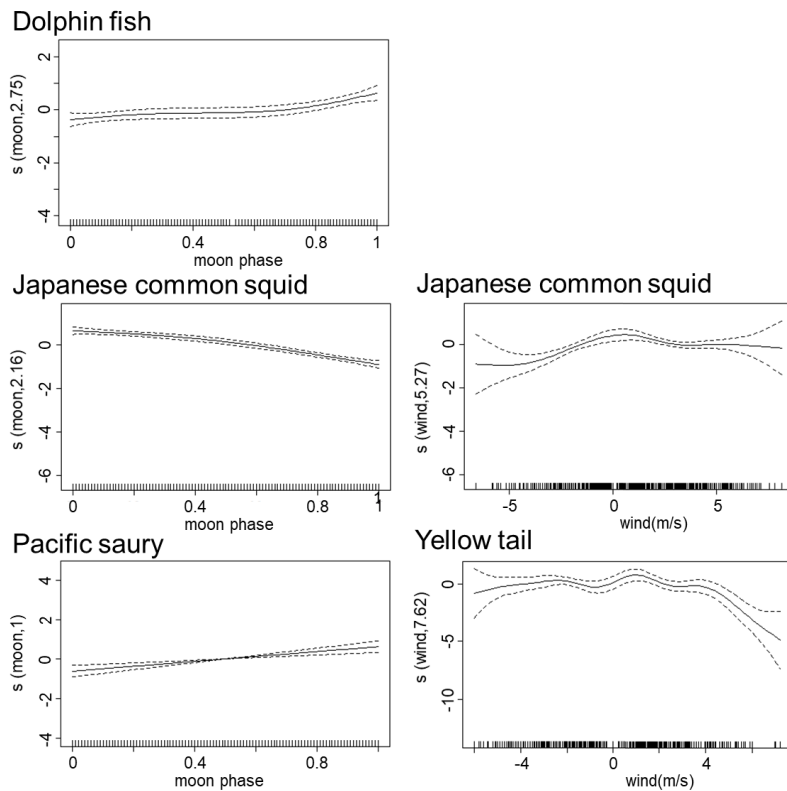 Dolphin fish
2
0
-2
-4
s (moon,2.75)
0 0.4 0.8 1
moon phase
Japanese common squid
0
-2
-4
-6
s (moon,2.16)
0 0.4 0.8 1
moon phase
Japanese common squid
0
-2
-4
-6
s (wind,5.27)
-5 0 5
wind(m/s)
Pacific saury
4
2
0
-2
-4
s (moon,1)
0 0.4 0.8
moon phase
Yellow tail
0
-5
-10
s (wind,7.62)
-4 0 4
wind(m/s)